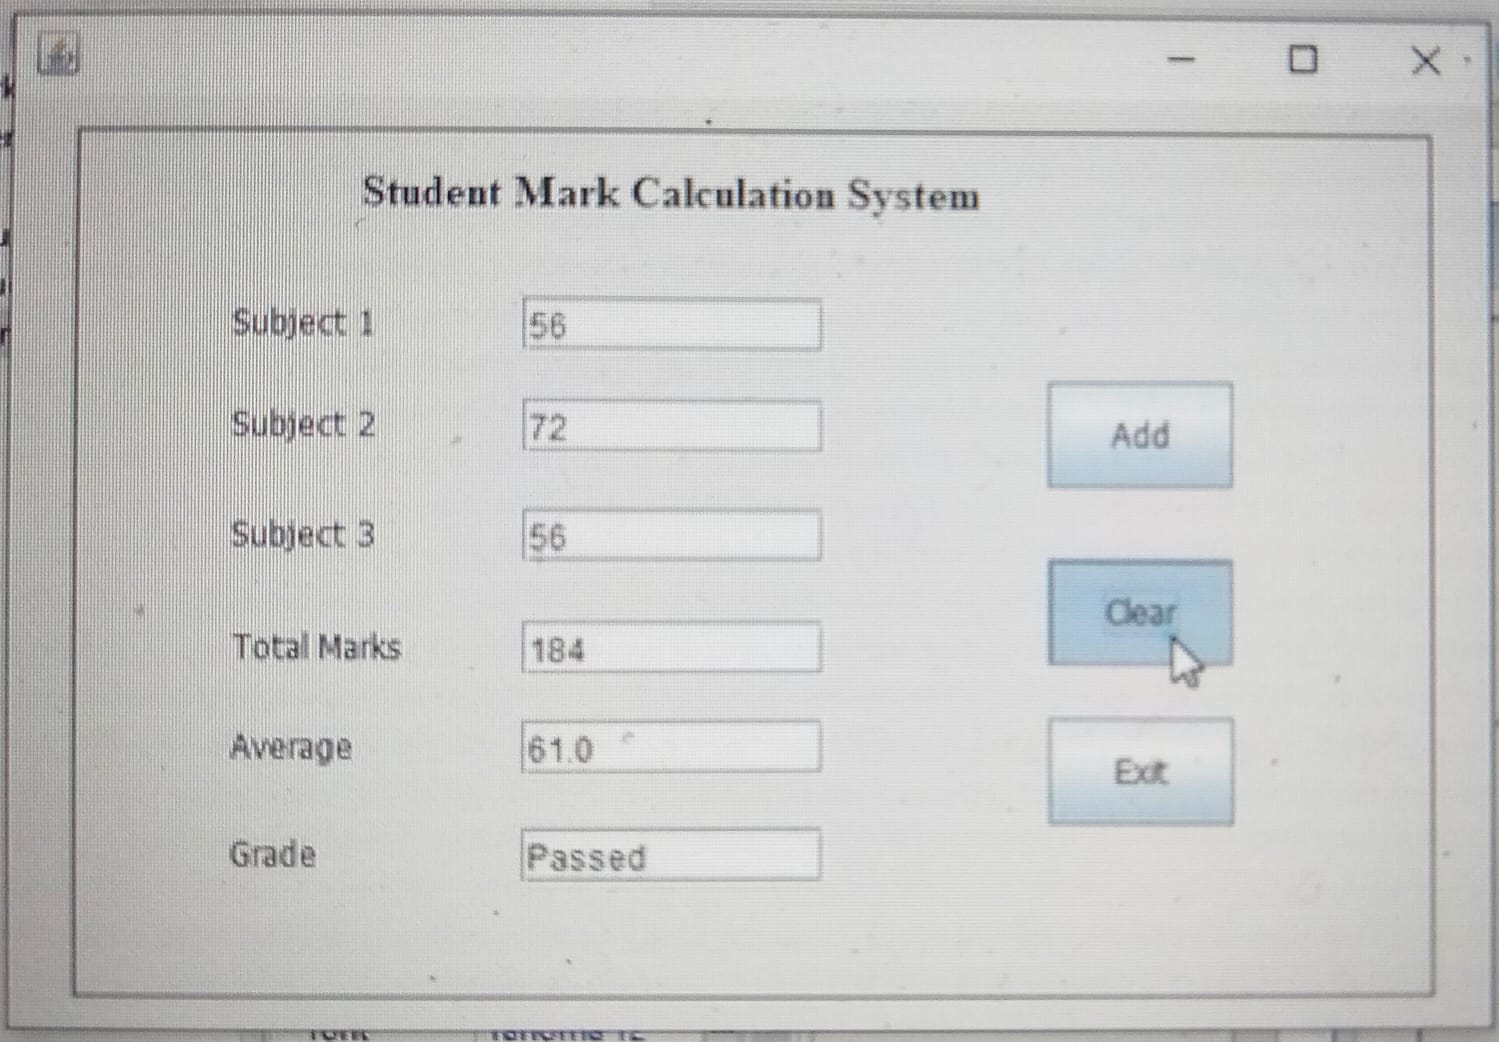 Student Mark Calculation System
Subject 1 56
Subject 2 72
Add
Subject 3 56
Clear
Total Marks 184
Average 61.0
Exit
Grade Passed